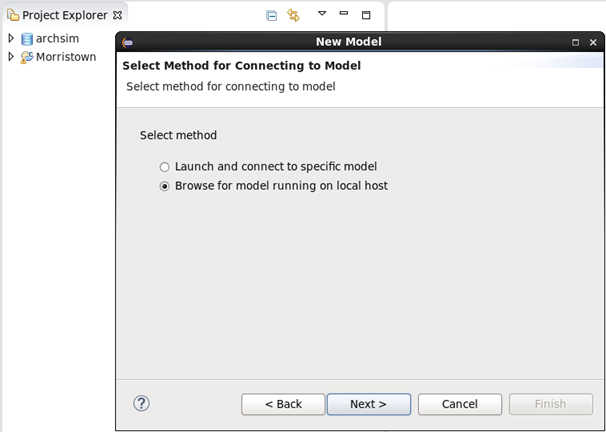 Project Explorer
archsim
Morristown
New Model
Select Method for Connecting to Model
Select method for connecting to model
Select method
Launch and connect to specific model
Browse for model running on local host
? < Back Next > Cancel Finish